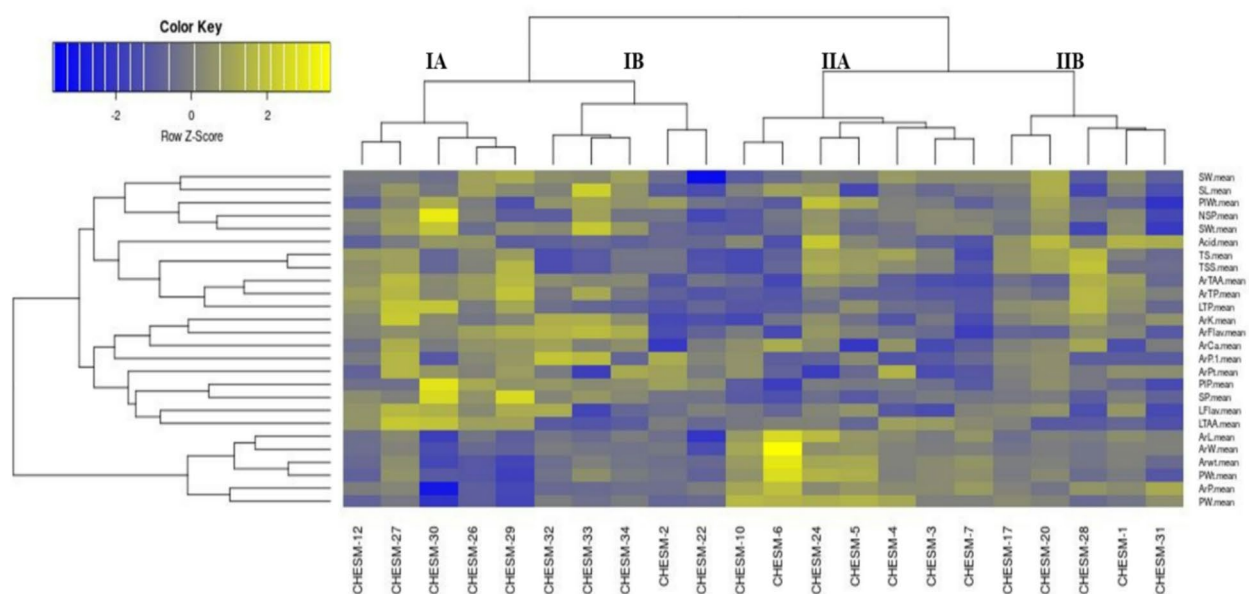 Color Key
-2 0 2
Row Z-Score
IA IB IIA IIB
SW.mean
SL.mean
PlWt.mean
NSP.mean
SWt.mean
Acid.mean
TS.mean
TSS.mean
ArTAA.mean
ArTP.mean
LTP.mean
ArK.mean
ArFlav.mean
ArCa.mean
ArP.1.mean
ArPt.mean
PlP.mean
SP.mean
LFlav.mean
LTAA.mean
ArL.mean
ArW.mean
Arwt.mean
PWt.mean
ArP.mean
PW.mean
CHESM-12
CHESM-27
CHESM-30
CHESM-26
CHESM-29
CHESM-32
CHESM-33
CHESM-34
CHESM-2
CHESM-22
CHESM-10
CHESM-6
CHESM-24
CHESM-5
CHESM-4
CHESM-3
CHESM-7
CHESM-17
CHESM-20
CHESM-28
CHESM-1
CHESM-31